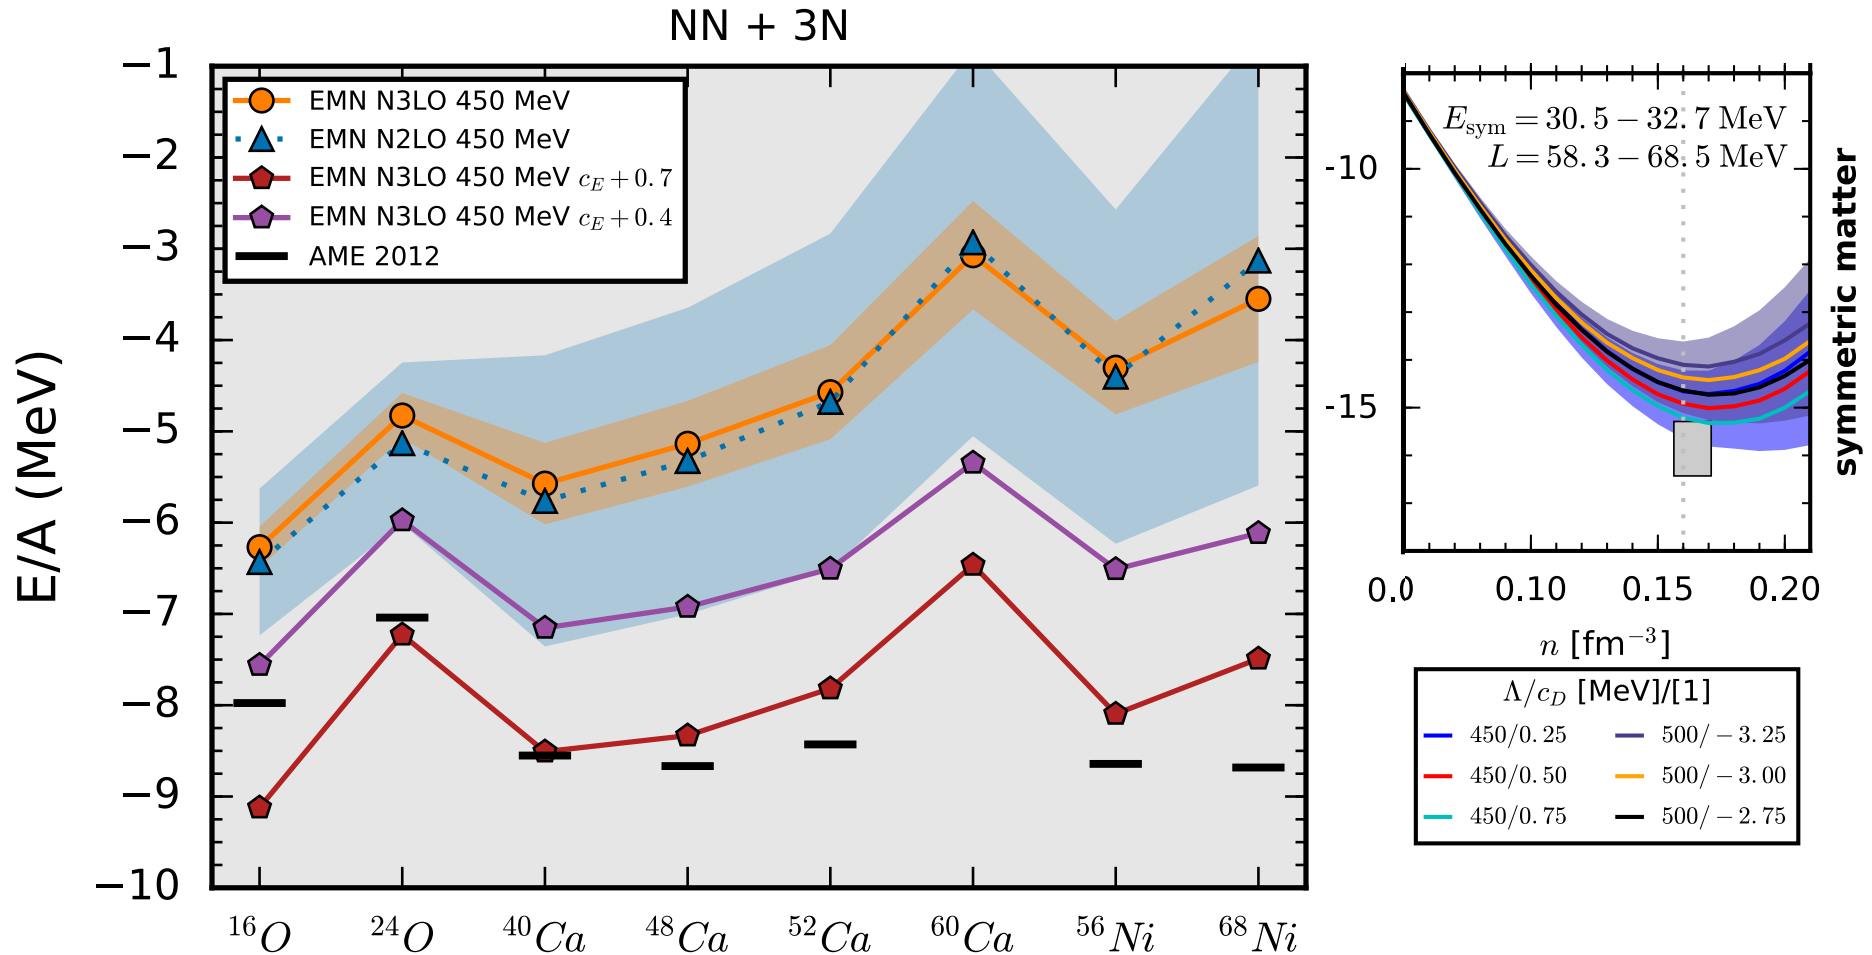 NN + 3N
E/A (MeV)
−1
−2
−3
−4
−5
−6
−7
−8
−9
−10
EMN N3LO 450 MeV
EMN N2LO 450 MeV
EMN N3LO 450 MeV c_E + 0.7
EMN N3LO 450 MeV c_E + 0.4
AME 2012
¹⁶O ²⁴O ⁴⁰Ca ⁴⁸Ca ⁵²Ca ⁶⁰Ca ⁵⁶Ni ⁶⁸Ni
E_sym = 30.5 − 32.7 MeV
L = 58.3 − 68.5 MeV
-10
-15
symmetric matter
0.0 0.10 0.15 0.20
n [fm⁻³]
Λ/c_D [MeV]/[1]
450/0.25 500/−3.25
450/0.50 500/−3.00
450/0.75 500/−2.75